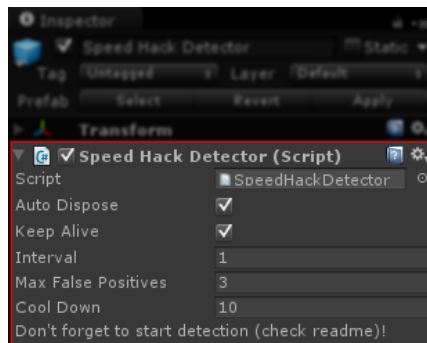 Inspector
Speed Hack Detector Static
Tag Untagged Layer Default
Prefab Select Revert Apply
Transform
Speed Hack Detector (Script)
Script SpeedHackDetector
Auto Dispose
Keep Alive
Interval 1
Max False Positives 3
Cool Down 10
Don't forget to start detection (check readme)!